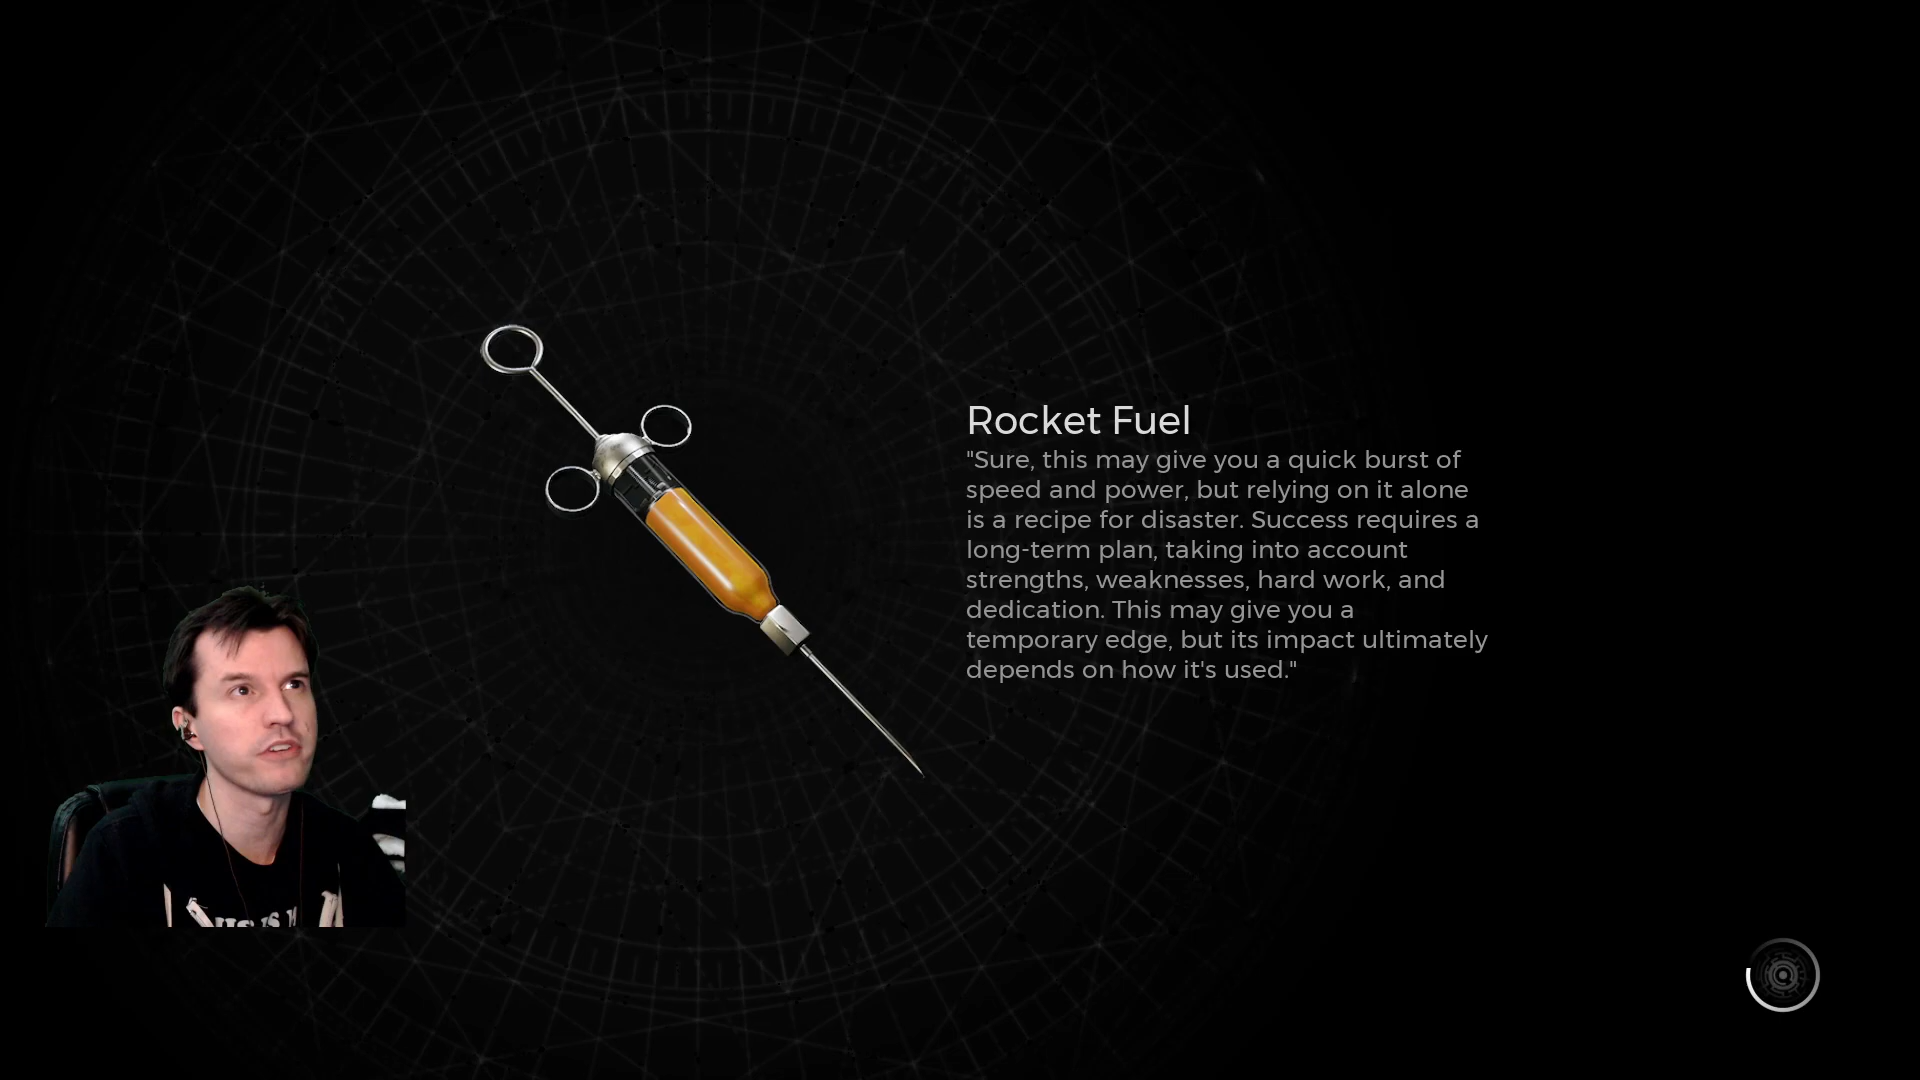 Rocket Fuel
"Sure, this may give you a quick burst of
speed and power, but relying on it alone
is a recipe for disaster. Success requires a
long-term plan, taking into account
strengths, weaknesses, hard work, and
dedication. This may give you a
temporary edge, but its impact ultimately
depends on how it's used."